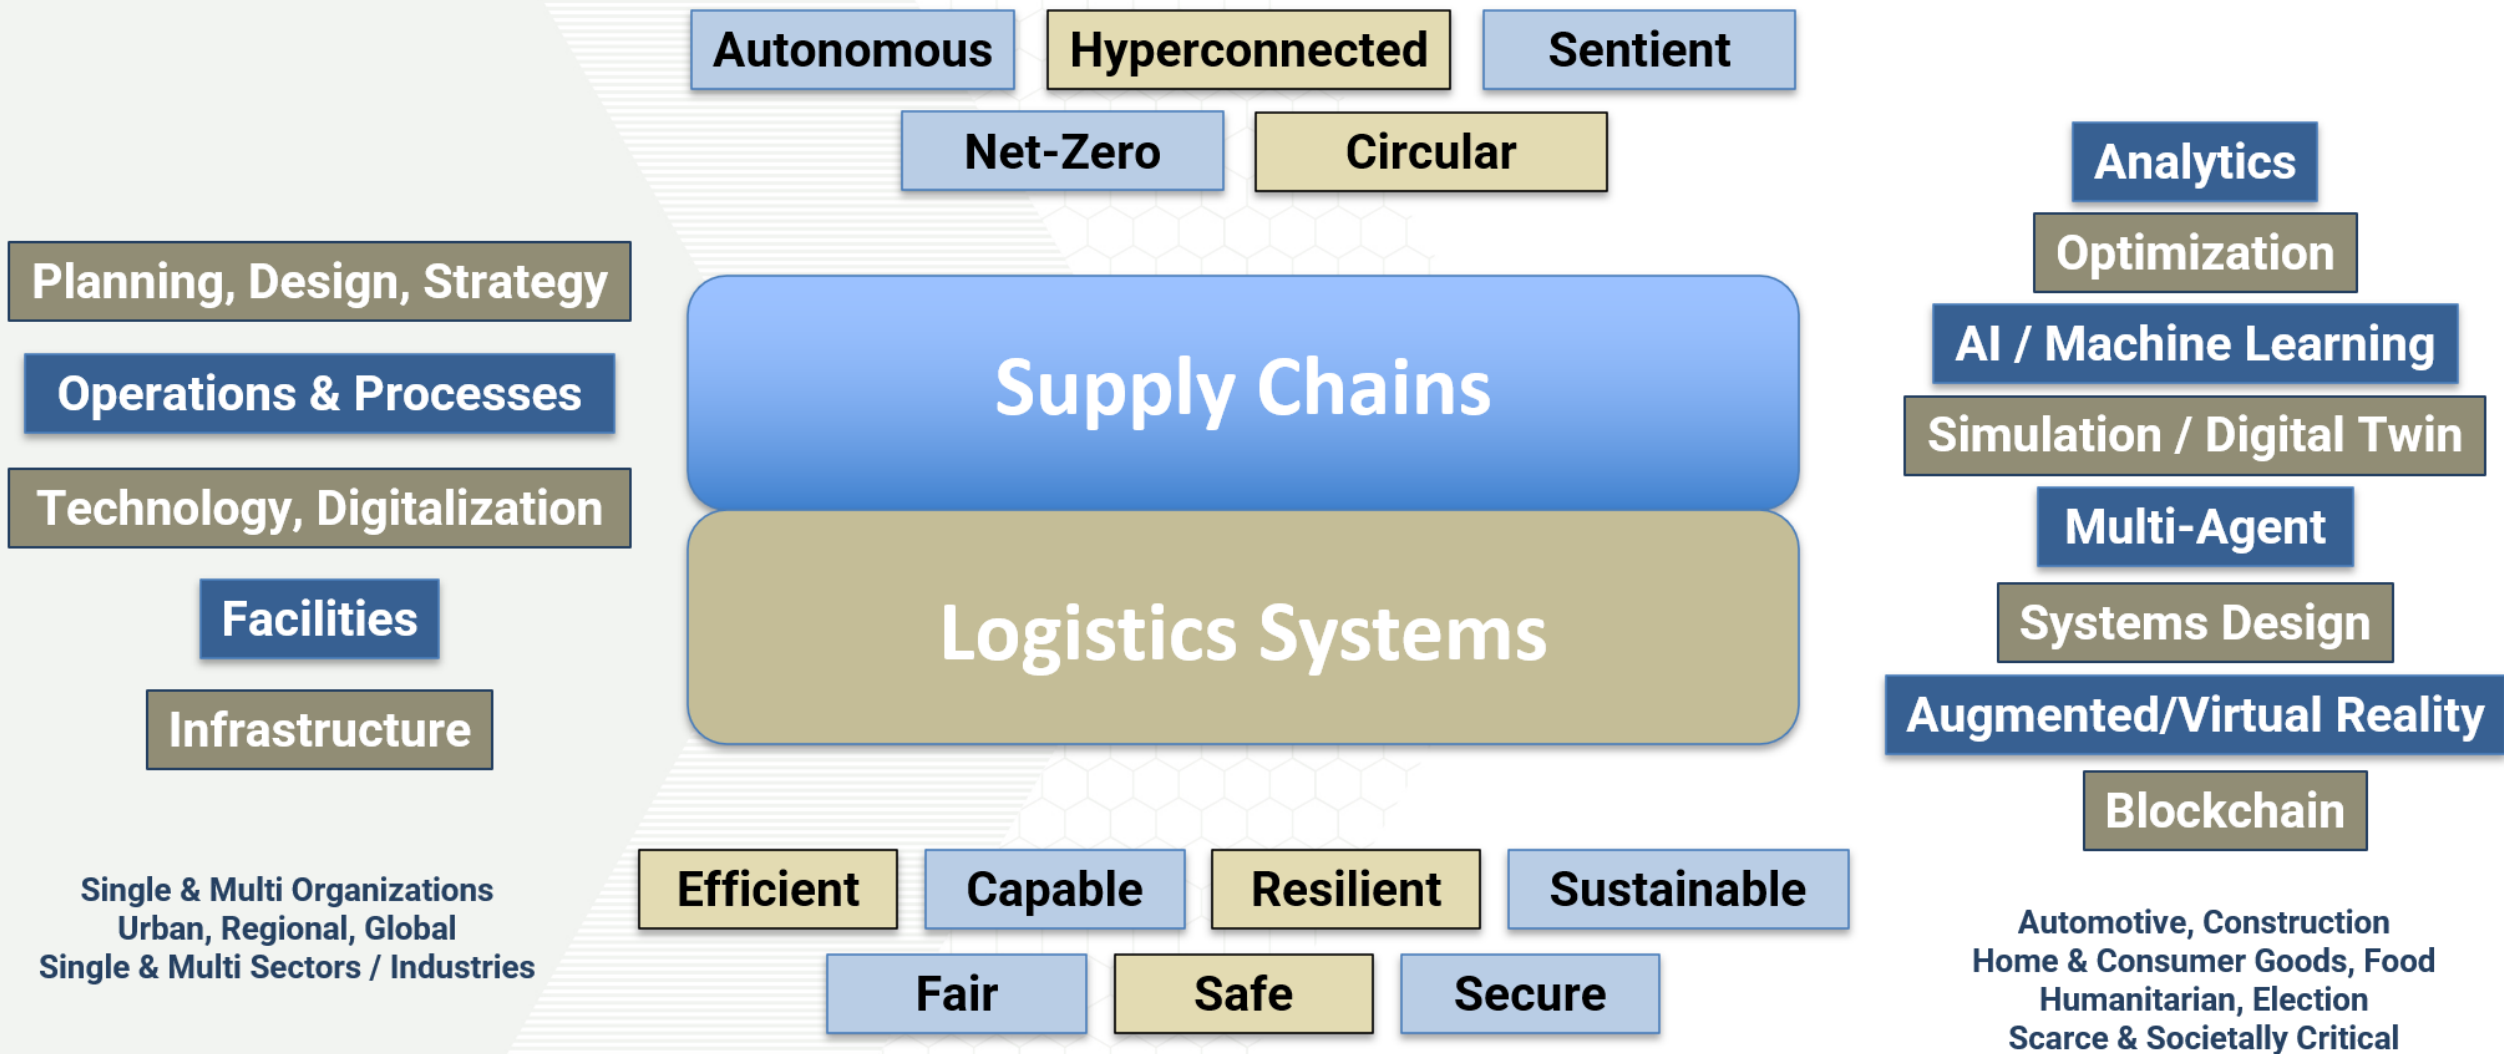 Autonomous
Hyperconnected
Sentient
Net-Zero
Circular
Planning, Design, Strategy
Operations & Processes
Technology, Digitalization
Facilities
Infrastructure
Single & Multi Organizations
Urban, Regional, Global
Single & Multi Sectors / Industries
Supply Chains
Logistics Systems
Efficient
Capable
Resilient
Sustainable
Fair
Safe
Secure
Analytics
Optimization
AI / Machine Learning
Simulation / Digital Twin
Multi-Agent
Systems Design
Augmented/Virtual Reality
Blockchain
Automotive, Construction
Home & Consumer Goods, Food
Humanitarian, Election
Scarce & Societally Critical